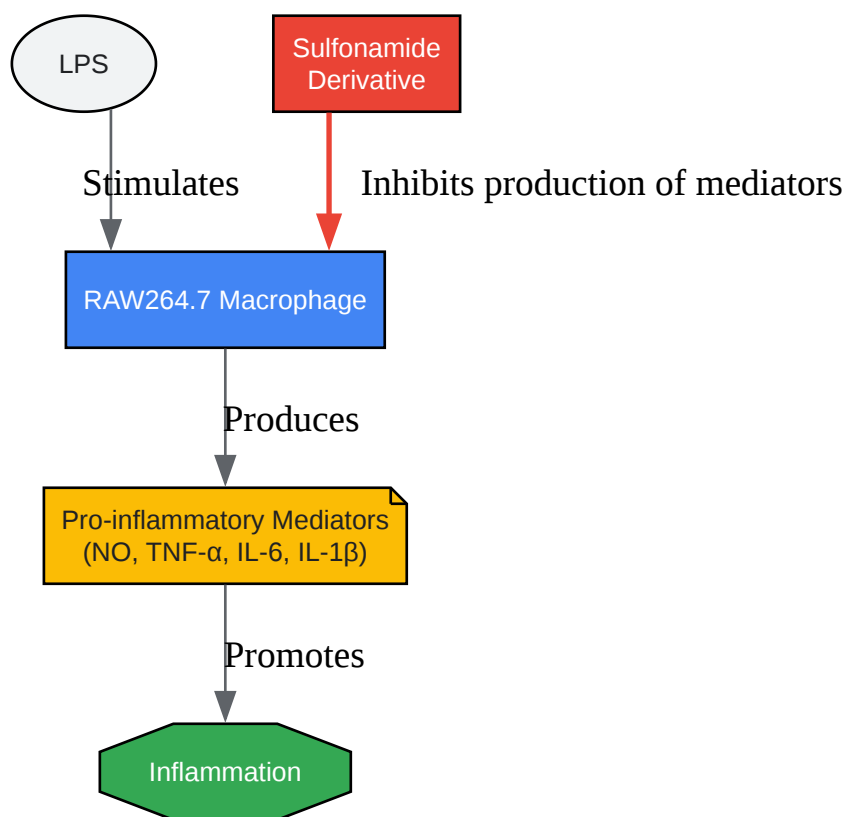 LPS
Sulfonamide
Derivative
Stimulates
Inhibits production of mediators
RAW264.7 Macrophage
Produces
Pro-inflammatory Mediators
(NO, TNF-α, IL-6, IL-1β)
Promotes
Inflammation